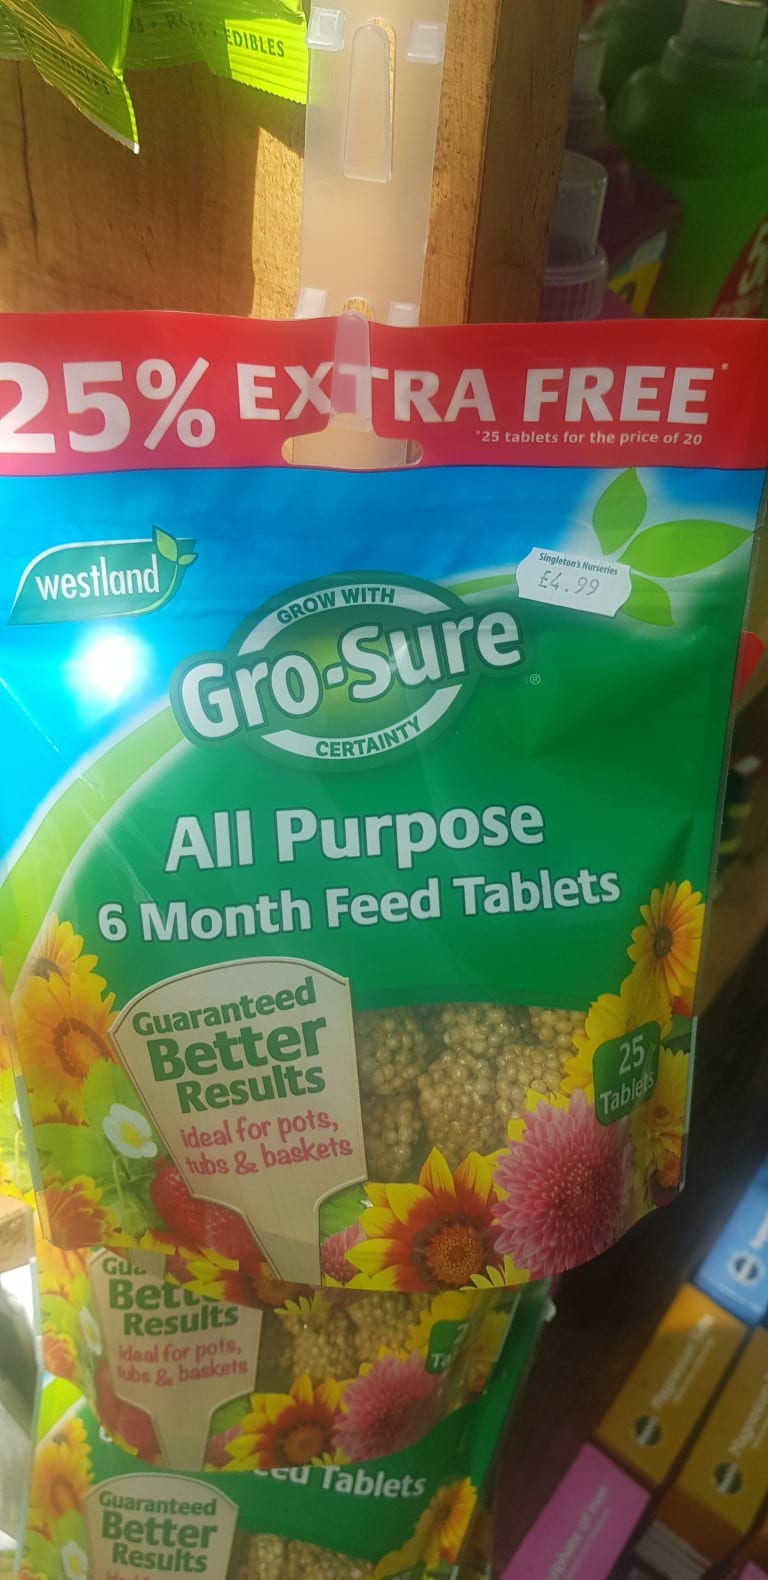 EDIBLES
25% EXTRA FREE*
*25 tablets for the price of 20
westland
Singleton's Nurseries
£4.99
GROW WITH
Gro-Sure®
CERTAINTY
All Purpose
6 Month Feed Tablets
Guaranteed
Better
Results
ideal for pots,
tubs & baskets
25
Tablets
Better
Results
ideal for pots,
tubs & baskets
Tablets
Guaranteed
Better
Results